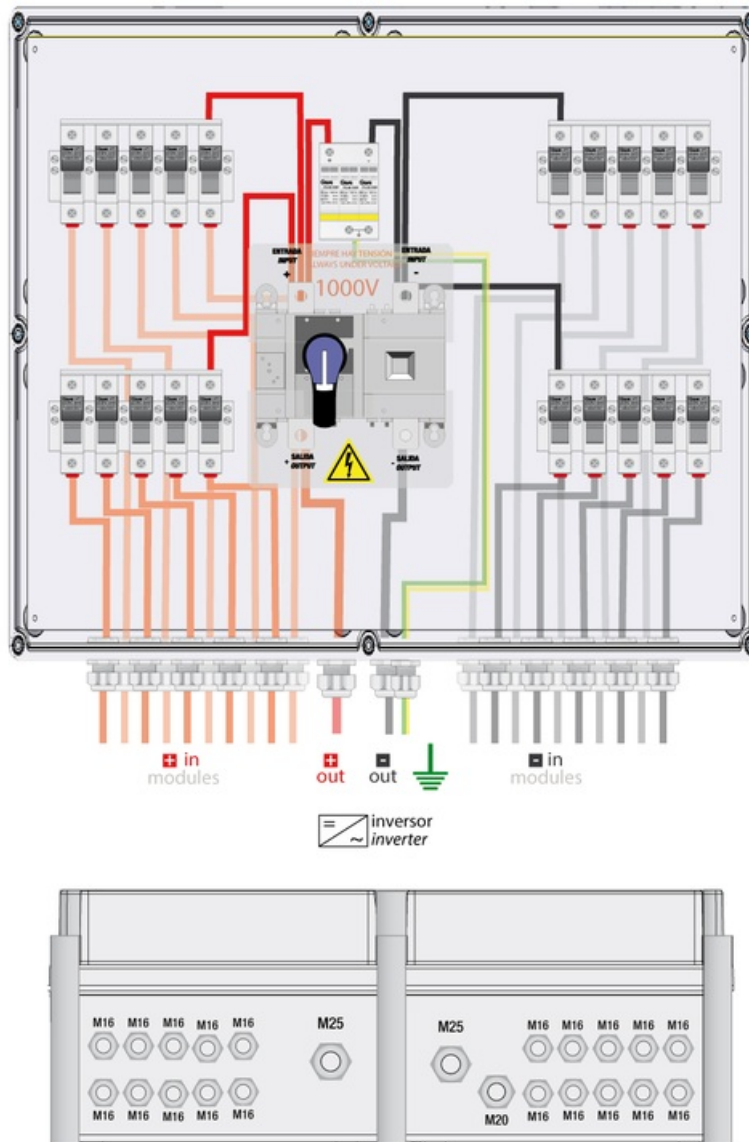 ENTRADA
INPUT
+
SIEMPRE HAY TENSIÓN
ALWAYS UNDER VOLTAGE
1000V
ENTRADA
INPUT
-
+ SALIDA
OUTPUT
- SALIDA
OUTPUT
+ in
modules
+
out
-
out
- in
modules
= ~ inversor
inverter
M16 M16 M16 M16 M16
M25
M25
M16 M16 M16 M16 M16
M16 M16 M16 M16 M16
M20
M16 M16 M16 M16 M16